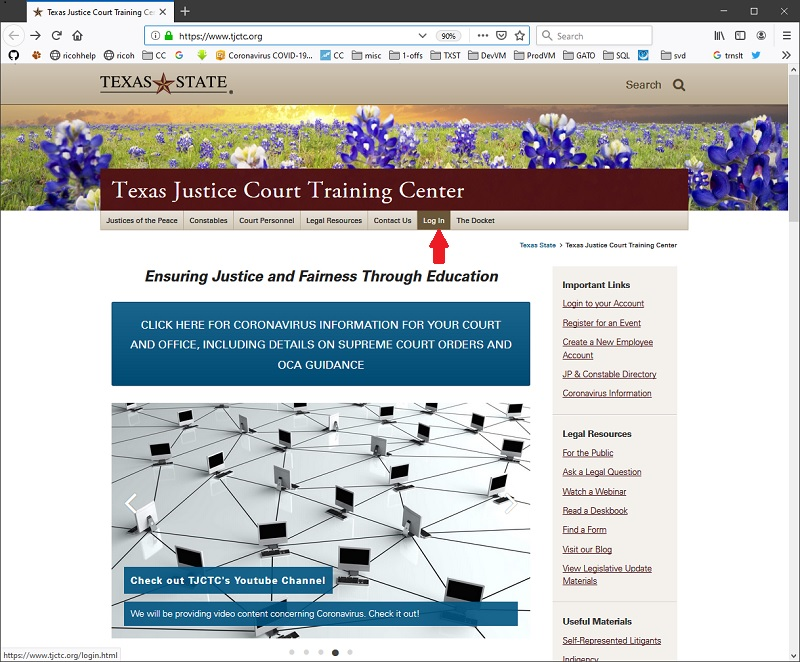 Texas Justice Court Training Ce
https://www.tjctc.org
90%
Search
ricohhelp
ricoh
CC
G
Coronavirus COVID-19...
CC
misc
1-offs
TXST
DevVM
ProdVM
GATO
SQL
svd
trnslt
TEXAS STATE
Search
Texas Justice Court Training Center
Justices of the Peace
Constables
Court Personnel
Legal Resources
Contact Us
Log In
The Docket
Texas State > Texas Justice Court Training Center
Ensuring Justice and Fairness Through Education
CLICK HERE FOR CORONAVIRUS INFORMATION FOR YOUR COURT
AND OFFICE, INCLUDING DETAILS ON SUPREME COURT ORDERS AND
OCA GUIDANCE
Check out TJCTC's Youtube Channel
We will be providing video content concerning Coronavirus. Check it out!
Important Links
Login to your Account
Register for an Event
Create a New Employee
Account
JP & Constable Directory
Coronavirus Information
Legal Resources
For the Public
Ask a Legal Question
Watch a Webinar
Read a Deskbook
Find a Form
Visit our Blog
View Legislative Update
Materials
Useful Materials
Self-Represented Litigants
Indigency
https://www.tjctc.org/login.html